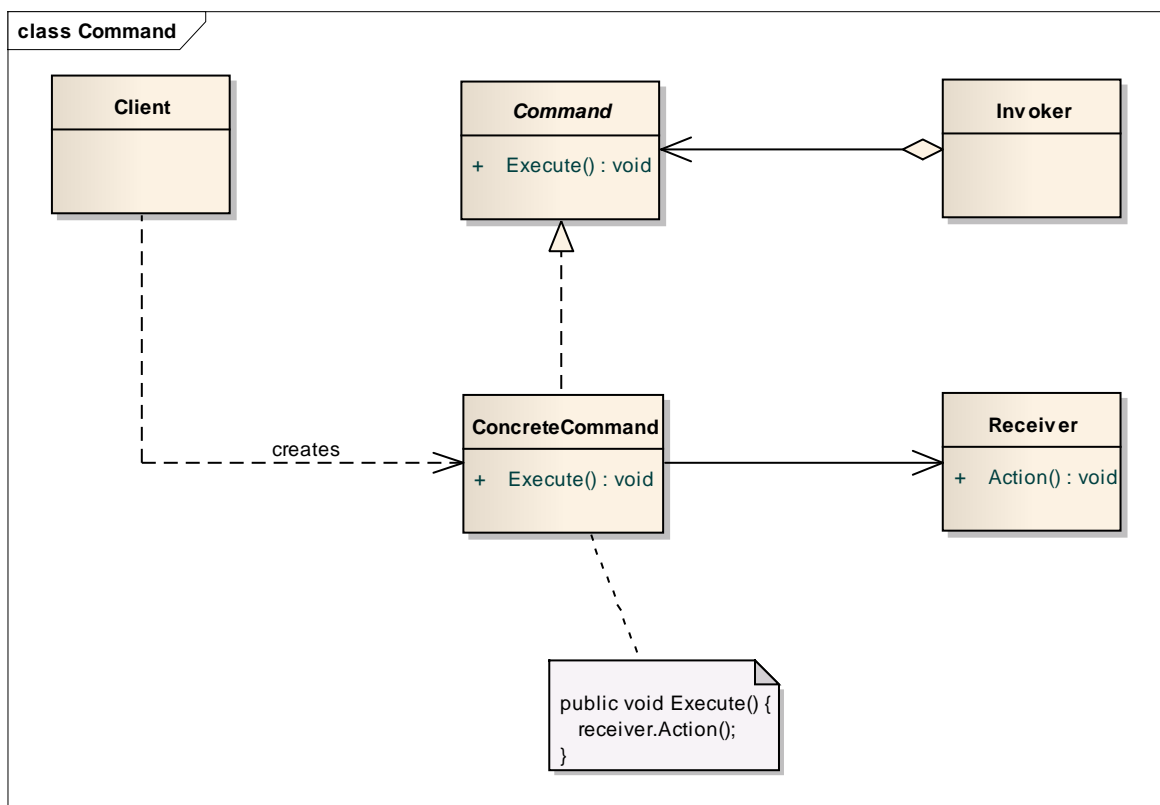 class Command
Client
Command
+ Execute() : void
Invoker
creates
ConcreteCommand
+ Execute() : void
Receiver
+ Action() : void
public void Execute() {
receiver.Action();
}